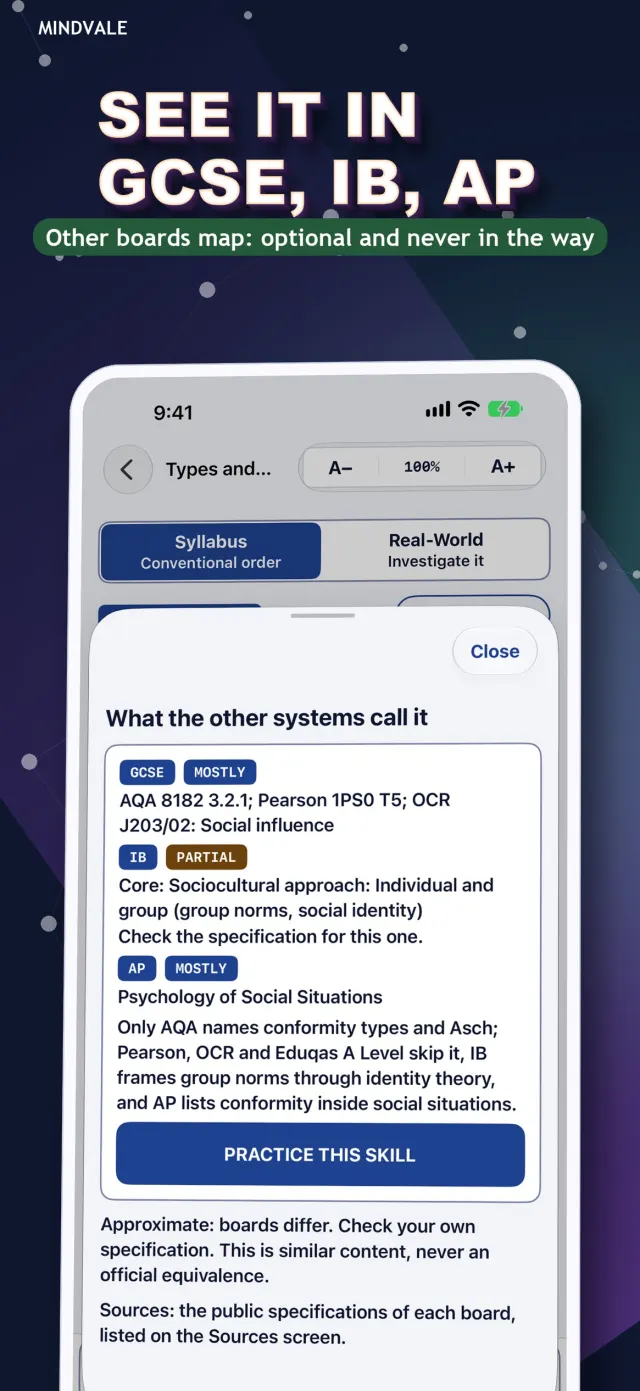 MINDVALE
SEE IT IN
GCSE, IB, AP
Other boards map: optional and never in the way
9:41
Types and...
A−
100%
A+
Syllabus
Conventional order
Real-World
Investigate it
Close
What the other systems call it
GCSE
MOSTLY
AQA 8182 3.2.1; Pearson 1PS0 T5; OCR
J203/02: Social influence
IB
PARTIAL
Core: Sociocultural approach: Individual and
group (group norms, social identity)
Check the specification for this one.
AP
MOSTLY
Psychology of Social Situations
Only AQA names conformity types and Asch;
Pearson, OCR and Eduqas A Level skip it, IB
frames group norms through identity theory,
and AP lists conformity inside social situations.
PRACTICE THIS SKILL
Approximate: boards differ. Check your own
specification. This is similar content, never an
official equivalence.
Sources: the public specifications of each board,
listed on the Sources screen.